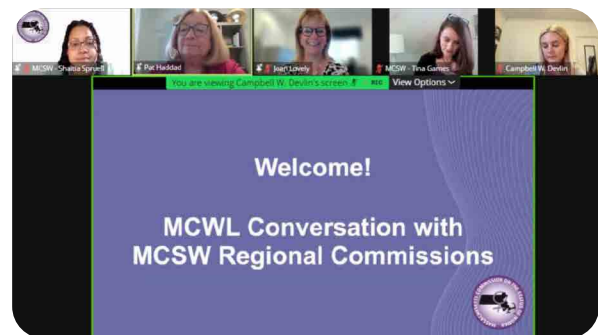 MCSW - Shaitia Spruell
Pat Haddad
Joan Lovely
MCSW - Tina Games
Campbell W. Devlin
You are viewing Campbell W. Devlin's screen
REC
View Options
Welcome!
MCWL Conversation with
MCSW Regional Commissions